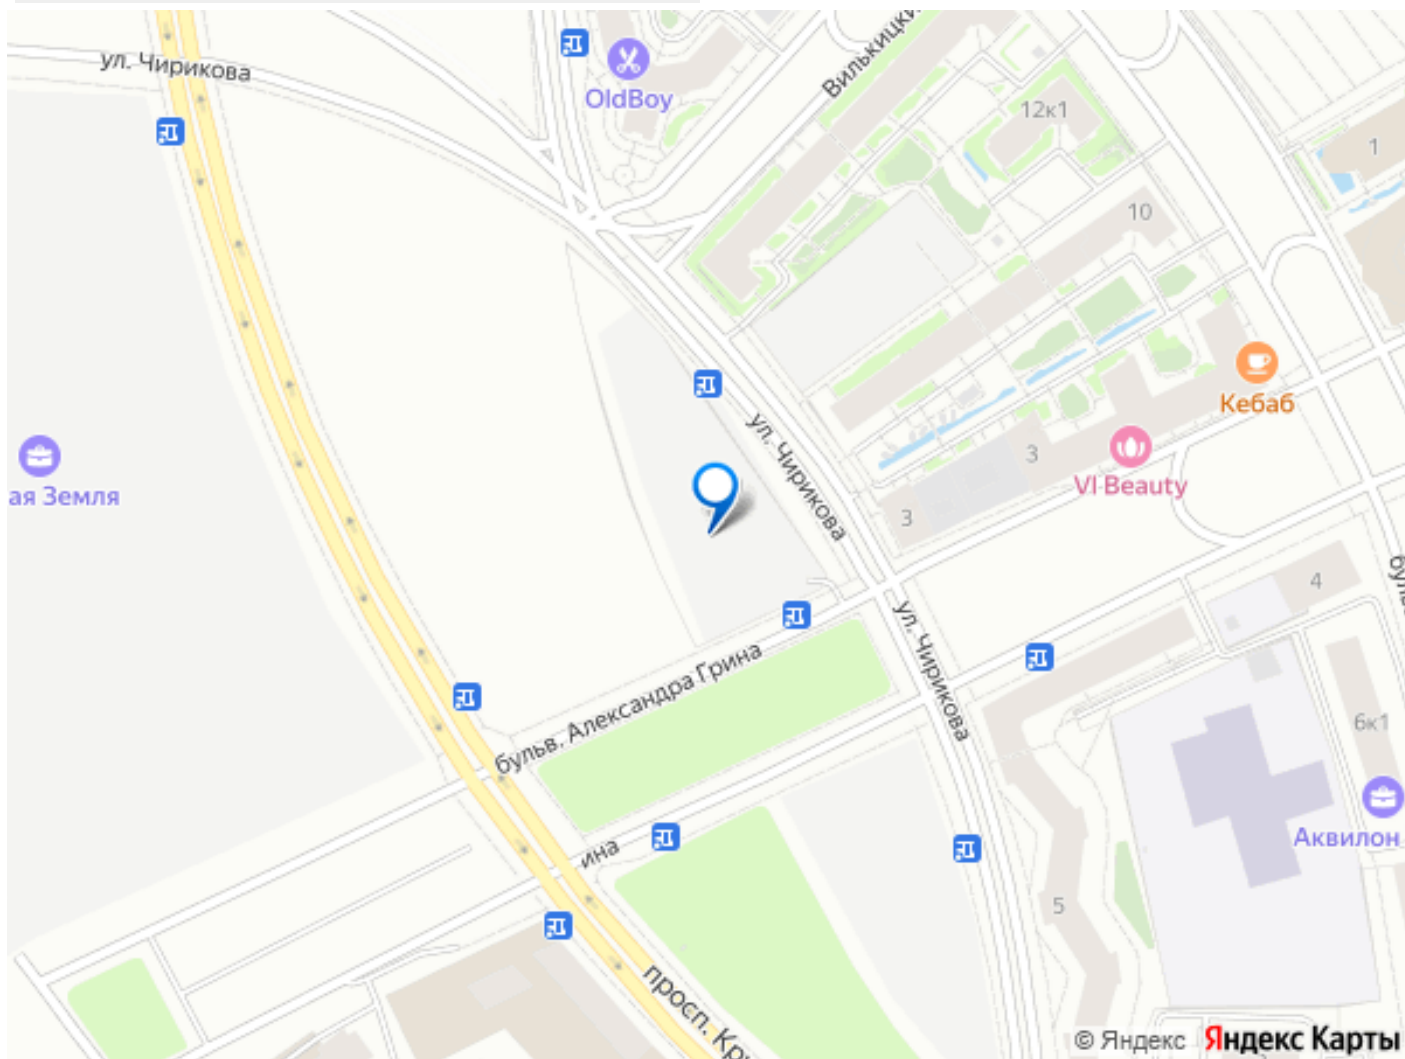 ул. Чирикова
OldBoy
Вилькицки
12к1
1
10
Кебаб
ул. Чирикова
3
VI Beauty
3
ая Земля
4
ул. Чирикова
бульв. Александра Грина
6к1
ина
Аквилон
5
просп. Кр
© Яндекс Яндекс Карты